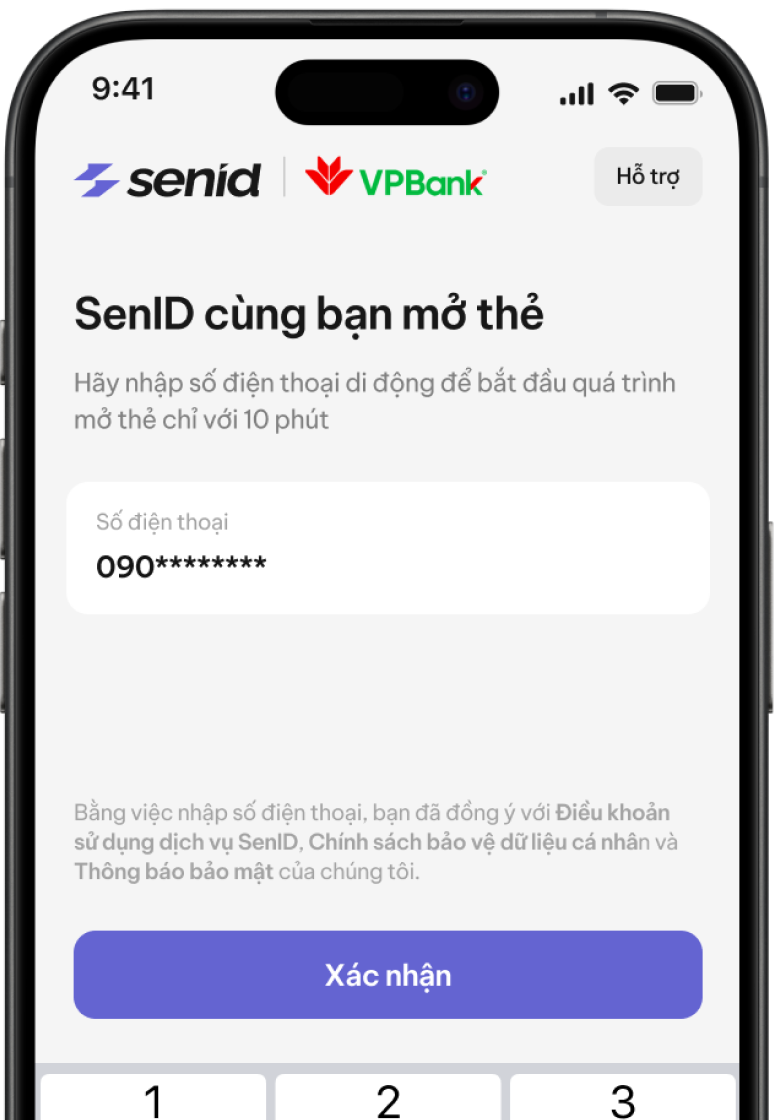 9:41
senid
VPBank
Hỗ trợ
SenID cùng bạn mở thẻ
Hãy nhập số điện thoại di động để bắt đầu quá trình
mở thẻ chỉ với 10 phút
Số điện thoại
090********
Bằng việc nhập số điện thoại, bạn đã đồng ý với Điều khoản
sử dụng dịch vụ SenID, Chính sách bảo vệ dữ liệu cá nhân và
Thông báo bảo mật của chúng tôi.
Xác nhận
1 2 3